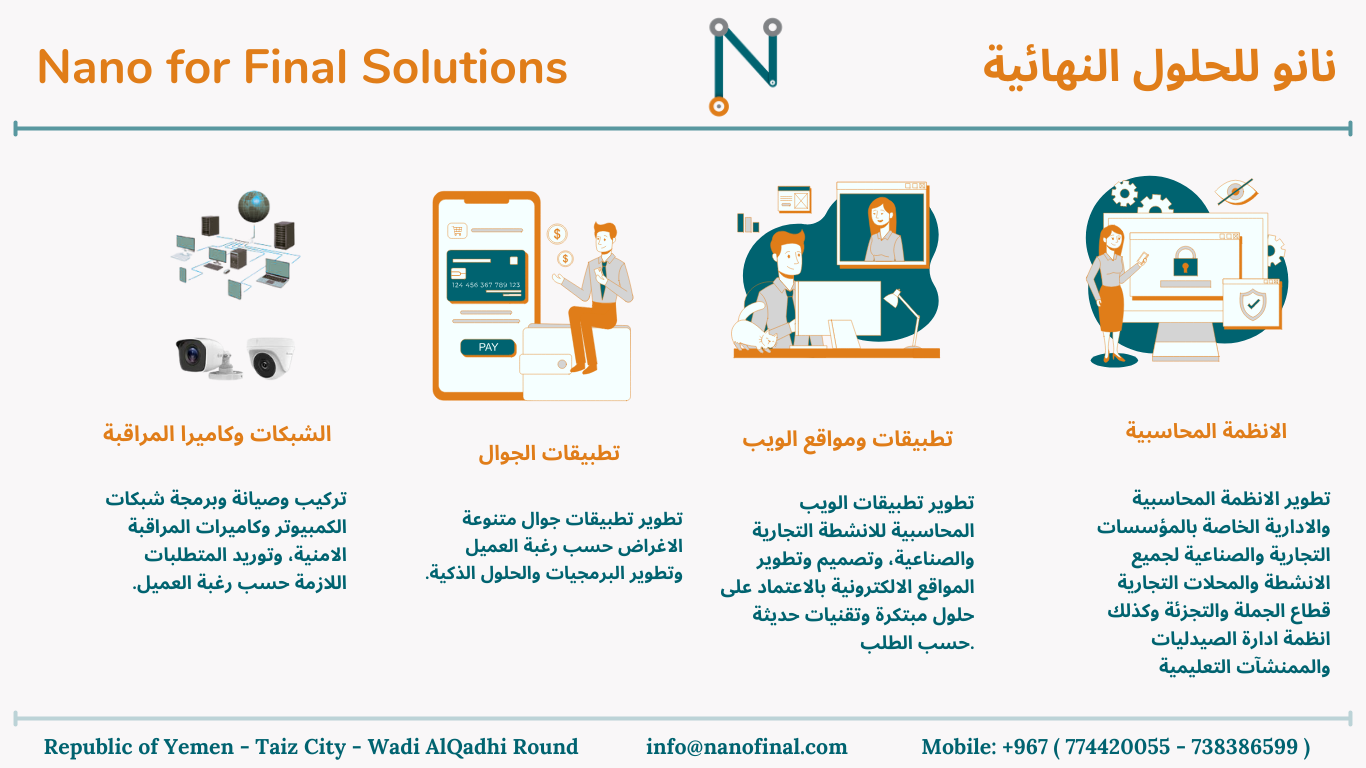 Nano for Final Solutions
نانو للحلول النهائية
الانظمة المحاسبية
تطوير الانظمة المحاسبية
والادارية الخاصة بالمؤسسات
التجارية والصناعية لجميع
الانشطة والمحلات التجارية
قطاع الجملة والتجزئة وكذلك
انظمة ادارة الصيدليات
والممنشآت التعليمية
تطبيقات ومواقع الويب
تطوير تطبيقات الويب
المحاسبية للانشطة التجارية
والصناعية، وتصميم وتطوير
المواقع الالكترونية بالاعتماد على
حلول مبتكرة وتقنيات حديثة
.حسب الطلب
$
$
124 456 367 789 123
PAY
تطبيقات الجوال
تطوير تطبيقات جوال متنوعة
الاغراض حسب رغبة العميل
وتطوير البرمجيات والحلول الذكية.
الشبكات وكاميرا المراقبة
تركيب وصيانة وبرمجة شبكات
الكمبيوتر وكاميرات المراقبة
الامنية، وتوريد المتطلبات
اللازمة حسب رغبة العميل.
Republic of Yemen - Taiz City - Wadi AlQadhi Round
info@nanofinal.com
Mobile: +967 ( 774420055 - 738386599 )